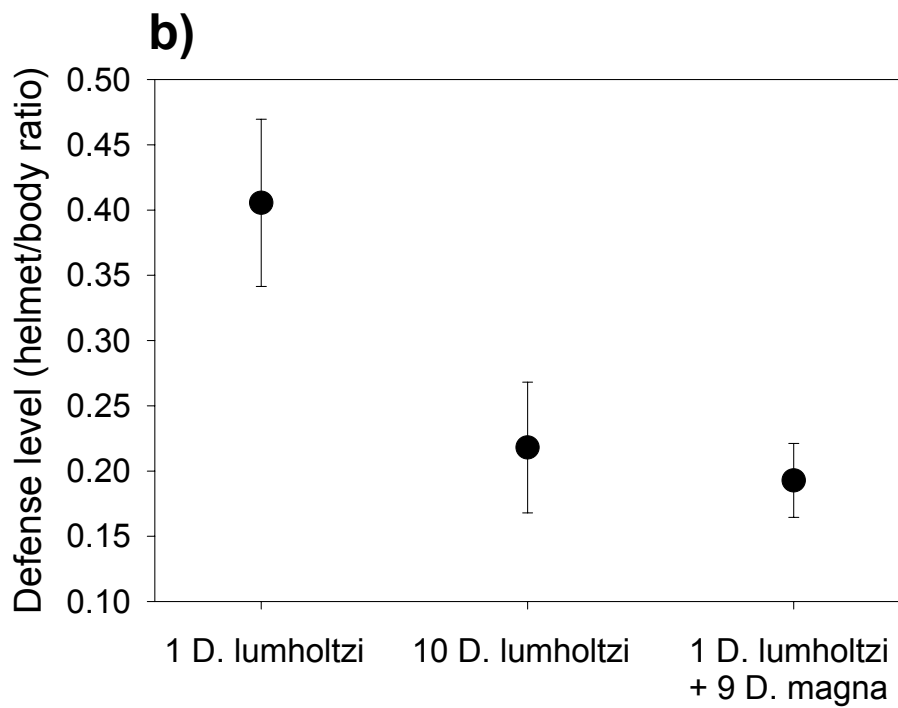 b)
Defense level (helmet/body ratio)
0.50
0.45
0.40
0.35
0.30
0.25
0.20
0.15
0.10
1 D. lumholtzi
10 D. lumholtzi
1 D. lumholtzi
+ 9 D. magna